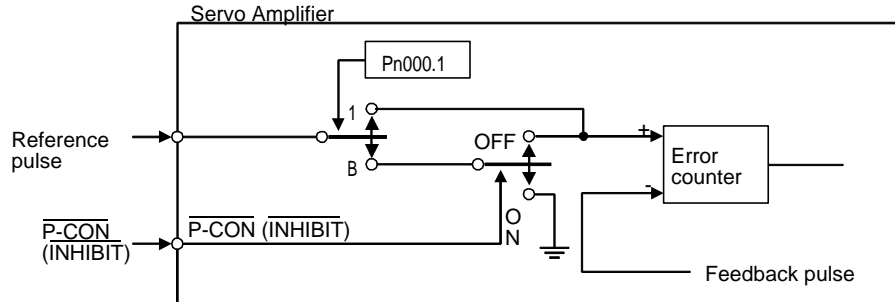 Servo Amplifier
Pn000.1
1
Reference
pulse
OFF
+
B
Error
counter
-
P-CON
(INHIBIT)
P-CON (INHIBIT)
O
N
Feedback pulse